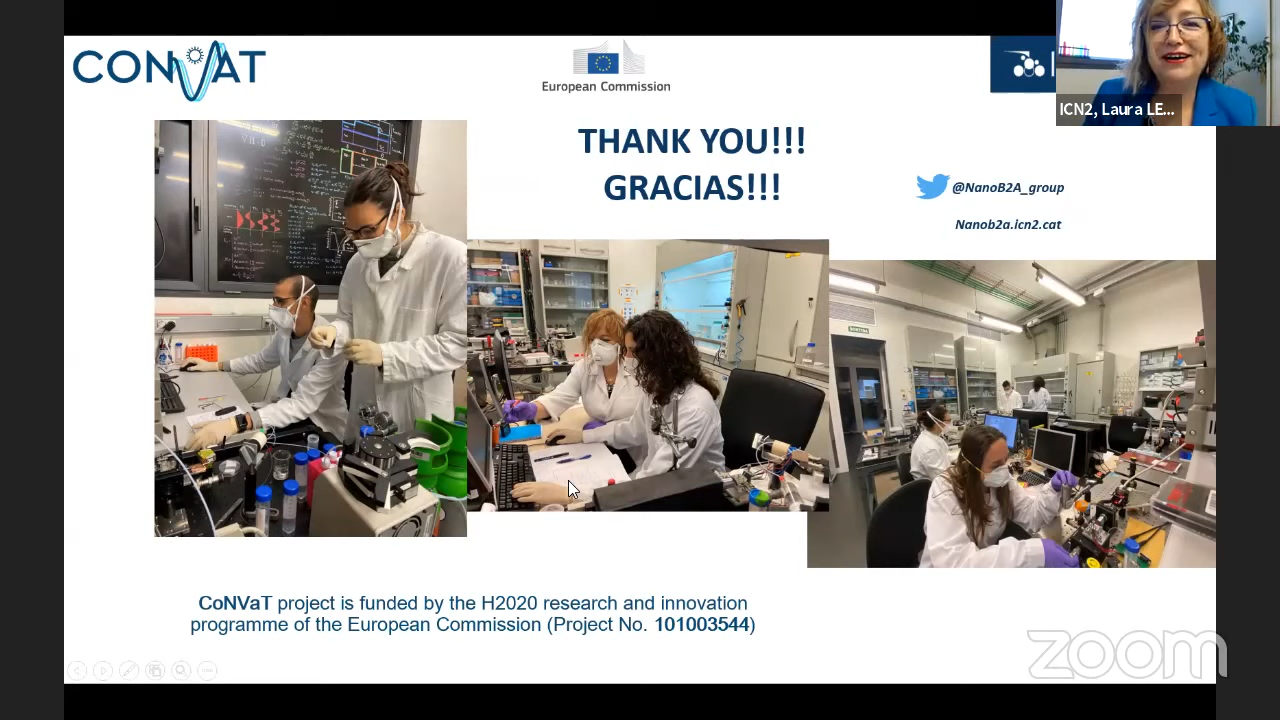 CONVAT
European Commission
ICN2, Laura LE...
THANK YOU!!!
GRACIAS!!!
@NanoB2A_group
Nanob2a.icn2.cat
CoNVaT project is funded by the H2020 research and innovation
programme of the European Commission (Project No. 101003544)
zoom